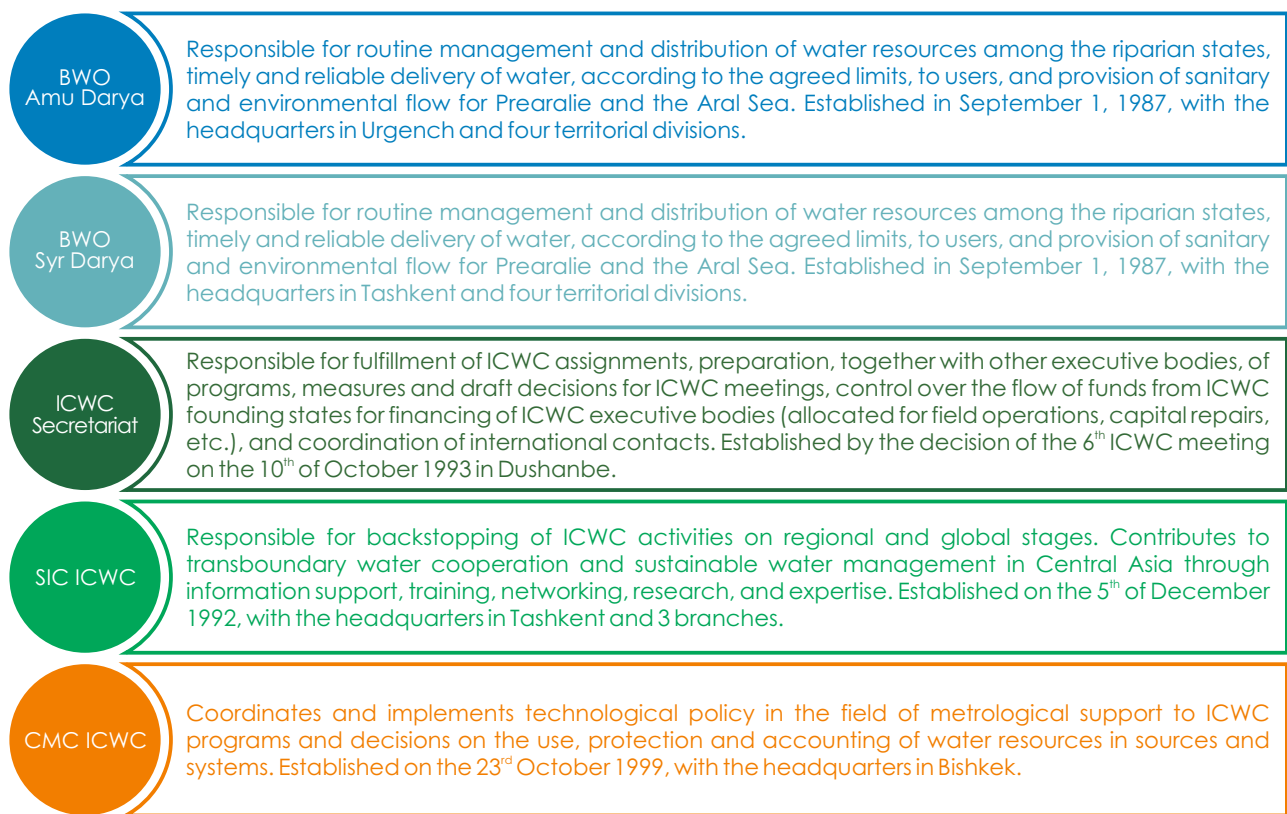 BWO
Amu Darya
Responsible for routine management and distribution of water resources among the riparian states,
timely and reliable delivery of water, according to the agreed limits, to users, and provision of sanitary
and environmental flow for Prearalie and the Aral Sea. Established in September 1, 1987, with the
headquarters in Urgench and four territorial divisions.
BWO
Syr Darya
Responsible for routine management and distribution of water resources among the riparian states,
timely and reliable delivery of water, according to the agreed limits, to users, and provision of sanitary
and environmental flow for Prearalie and the Aral Sea. Established in September 1, 1987, with the
headquarters in Tashkent and four territorial divisions.
ICWC
Secretariat
Responsible for fulfillment of ICWC assignments, preparation, together with other executive bodies, of
programs, measures and draft decisions for ICWC meetings, control over the flow of funds from ICWC
founding states for financing of ICWC executive bodies (allocated for field operations, capital repairs,
etc.), and coordination of international contacts. Established by the decision of the 6th ICWC meeting
on the 10th of October 1993 in Dushanbe.
SIC ICWC
Responsible for backstopping of ICWC activities on regional and global stages. Contributes to
transboundary water cooperation and sustainable water management in Central Asia through
information support, training, networking, research, and expertise. Established on the 5th of December
1992, with the headquarters in Tashkent and 3 branches.
CMC ICWC
Coordinates and implements technological policy in the field of metrological support to ICWC
programs and decisions on the use, protection and accounting of water resources in sources and
systems. Established on the 23rd October 1999, with the headquarters in Bishkek.